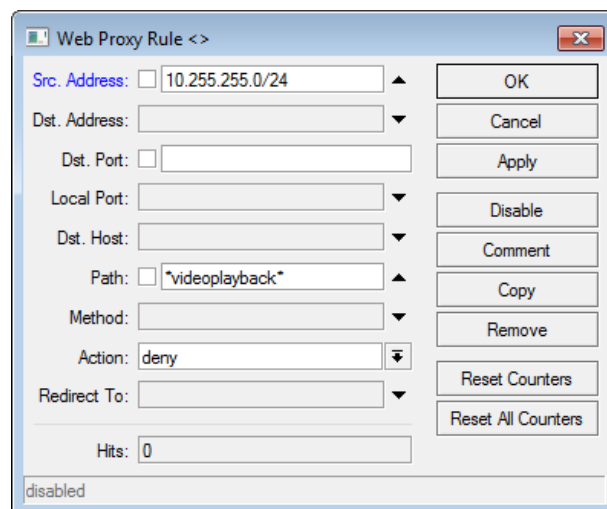 Web Proxy Rule <>
Src. Address: 10.255.255.0/24
Dst. Address:
Dst. Port:
Local Port:
Dst. Host:
Path: *videoplayback*
Method:
Action: deny
Redirect To:
Hits: 0
OK
Cancel
Apply
Disable
Comment
Copy
Remove
Reset Counters
Reset All Counters
disabled